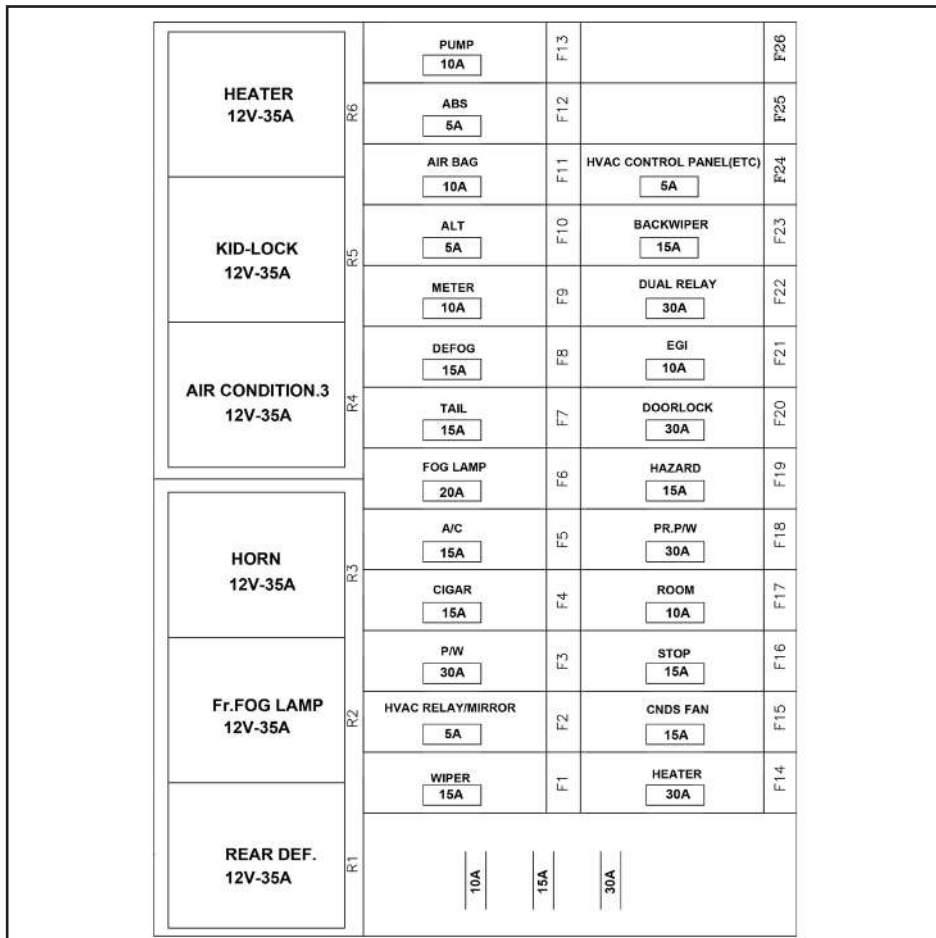 HEATER
12V-35A
R6
KID-LOCK
12V-35A
R5
AIR CONDITION.3
12V-35A
R4
HORN
12V-35A
R3
Fr.FOG LAMP
12V-35A
R2
REAR DEF.
12V-35A
R1
PUMP
10A
F13
F26
ABS
5A
F12
F25
AIR BAG
10A
F11
HVAC CONTROL PANEL(ETC)
5A
F24
ALT
5A
F10
BACKWIPER
15A
F23
METER
10A
F9
DUAL RELAY
30A
F22
DEFOG
15A
F8
EGI
10A
F21
TAIL
15A
F7
DOORLOCK
30A
F20
FOG LAMP
20A
F6
HAZARD
15A
F19
A/C
15A
F5
PR.P/W
30A
F18
CIGAR
15A
F4
ROOM
10A
F17
P/W
30A
F3
STOP
15A
F16
HVAC RELAY/MIRROR
5A
F2
CNDS FAN
15A
F15
WIPER
15A
F1
HEATER
30A
F14
10A
15A
30A